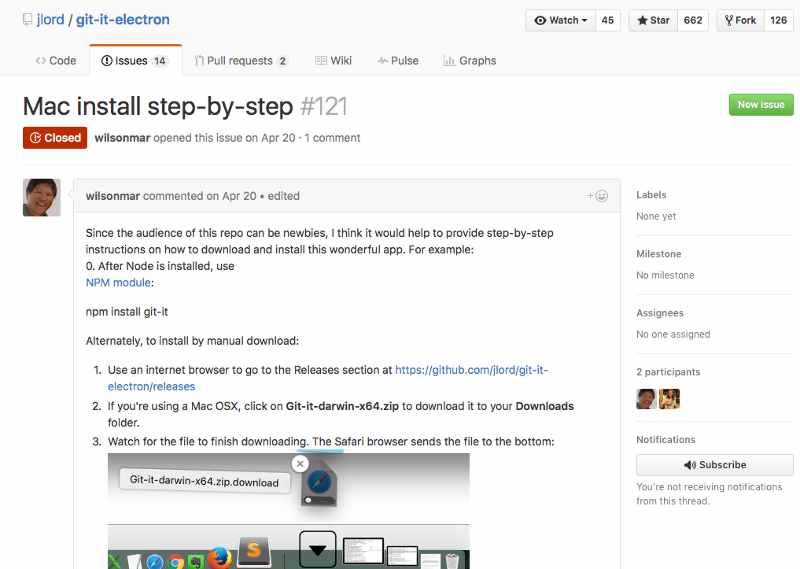 jlord / git-it-electron
Watch 45 Star 662 Fork 126
Code Issues 14 Pull requests 2 Wiki Pulse Graphs
Mac install step-by-step #121
New issue
Closed wilsonmar opened this issue on Apr 20 · 1 comment
wilsonmar commented on Apr 20 • edited
Since the audience of this repo can be newbies, I think it would help to provide step-by-step
instructions on how to download and install this wonderful app. For example:
0. After Node is installed, use
NPM module:
npm install git-it
Alternately, to install by manual download:
1. Use an internet browser to go to the Releases section at https://github.com/jlord/git-it-
electron/releases
2. If you're using a Mac OSX, click on Git-it-darwin-x64.zip to download it to your Downloads
folder.
3. Watch for the file to finish downloading. The Safari browser sends the file to the bottom:
Git-it-darwin-x64.zip.download
S
Labels
None yet
Milestone
No milestone
Assignees
No one assigned
2 participants
Notifications
Subscribe
You're not receiving notifications
from this thread.